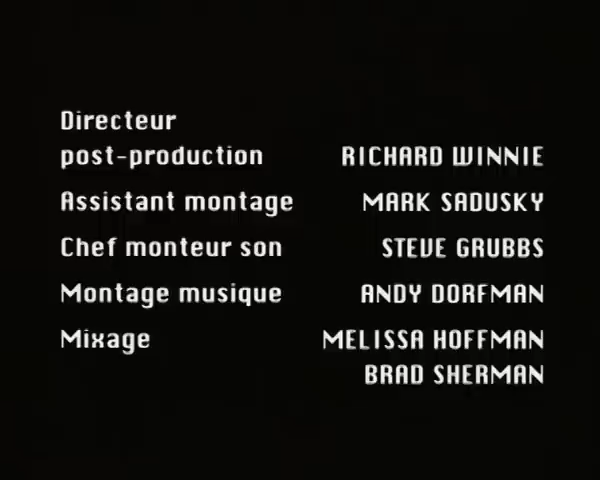 Directeur
post-production RICHARD WINNIE
Assistant montage MARK SADUSKY
Chef monteur son STEVE GRUBBS
Montage musique ANDY DORFMAN
Mixage MELISSA HOFFMAN
BRAD SHERMAN